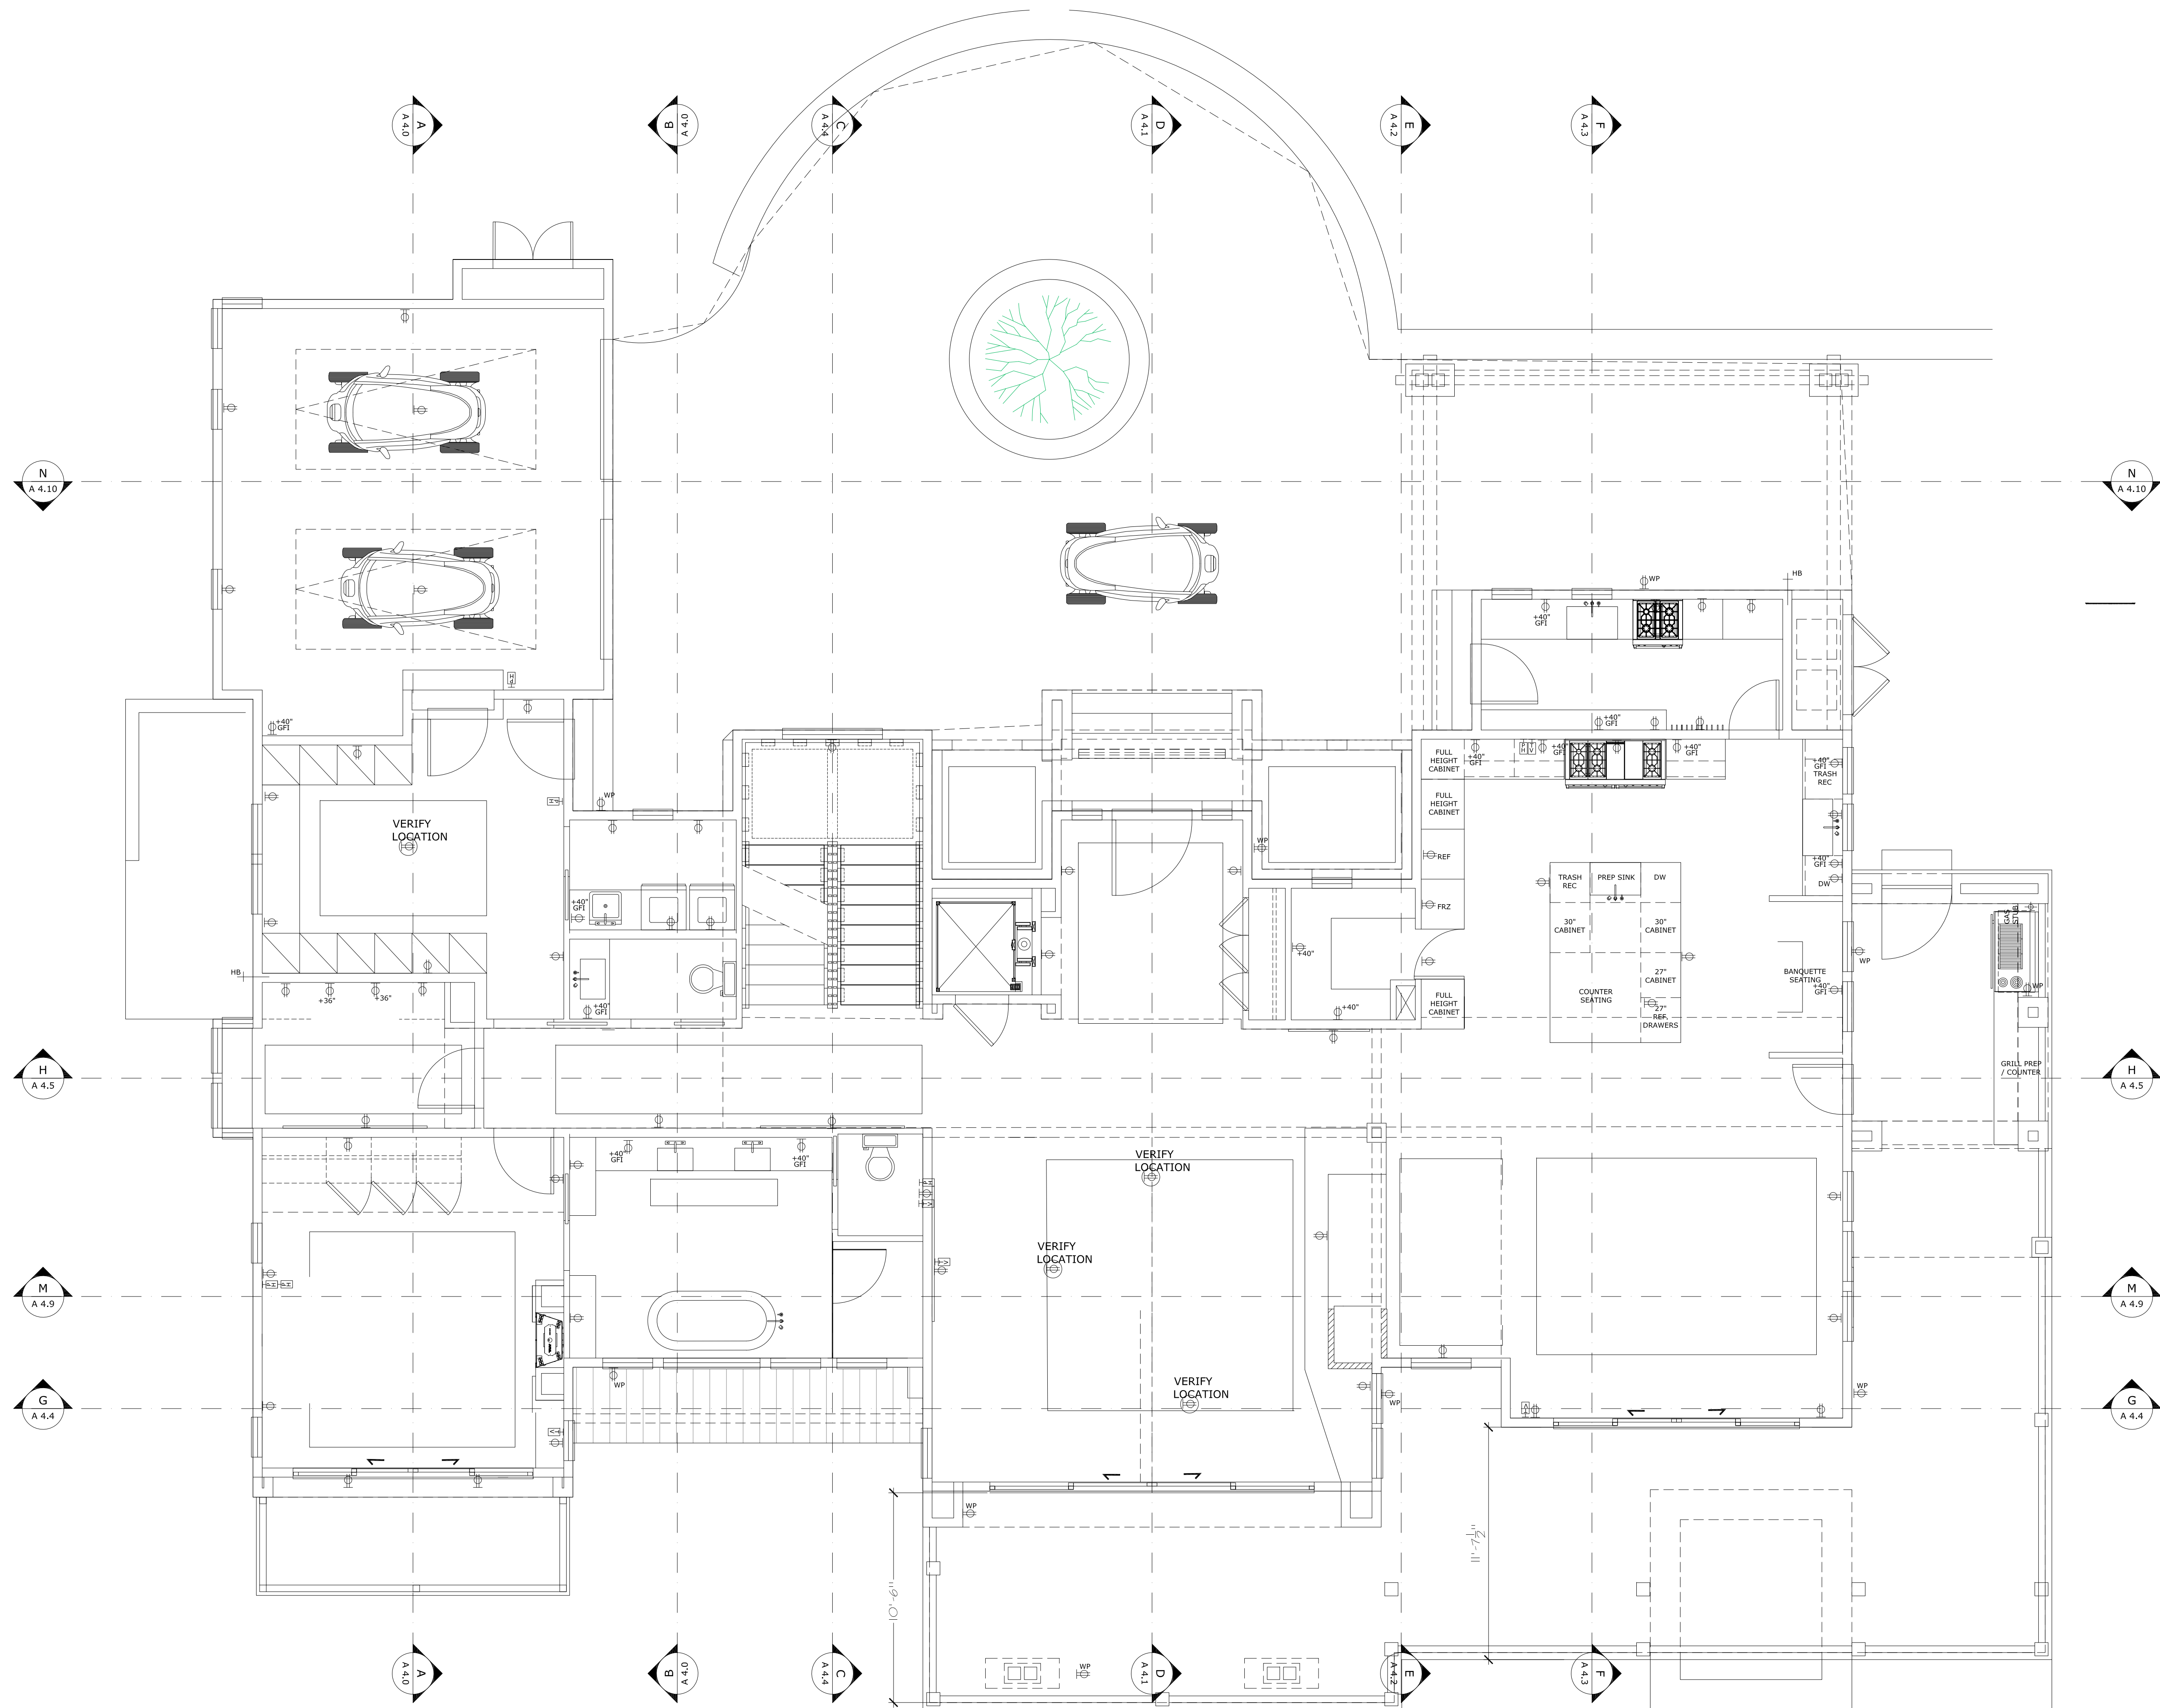 A
A 4.0
B
A 4.0
C
A 4.4
D
A 4.1
E
A 4.2
F
A 4.3
N
A 4.10
N
A 4.10
WP
HB
+40"
GFI
+40"
GFI
+40"
GFI
WP
VERIFY
LOCATION
+40"
GFI
+40"
GFI
HB
+36"
+36"
WP
+40"
+40"
FULL
HEIGHT
CABINET
+40"
GFI
PH
TV
+40"
GFI
+40"
GFI
+40"
GFI
TRASH
REC
FULL
HEIGHT
CABINET
REF
FRZ
FULL
HEIGHT
CABINET
+40"
GFI
DW
TRASH
REC
PREP SINK
DW
30"
CABINET
30"
CABINET
27"
CABINET
COUNTER
SEATING
27"
REF,
DRAWERS
BANQUETTE
SEATING
+40"
GFI
WP
GAS
STUB
WP
GRILL PREP
/ COUNTER
H
A 4.5
H
A 4.5
+40"
GFI
+40"
GFI
VERIFY
LOCATION
VERIFY
LOCATION
VERIFY
LOCATION
M
A 4.9
M
A 4.9
WP
WP
WP
G
A 4.4
G
A 4.4
WP
10'-6"
11'-7 1/2"
WP
A
A 4.0
B
A 4.0
C
A 4.4
D
A 4.1
E
A 4.2
F
A 4.3